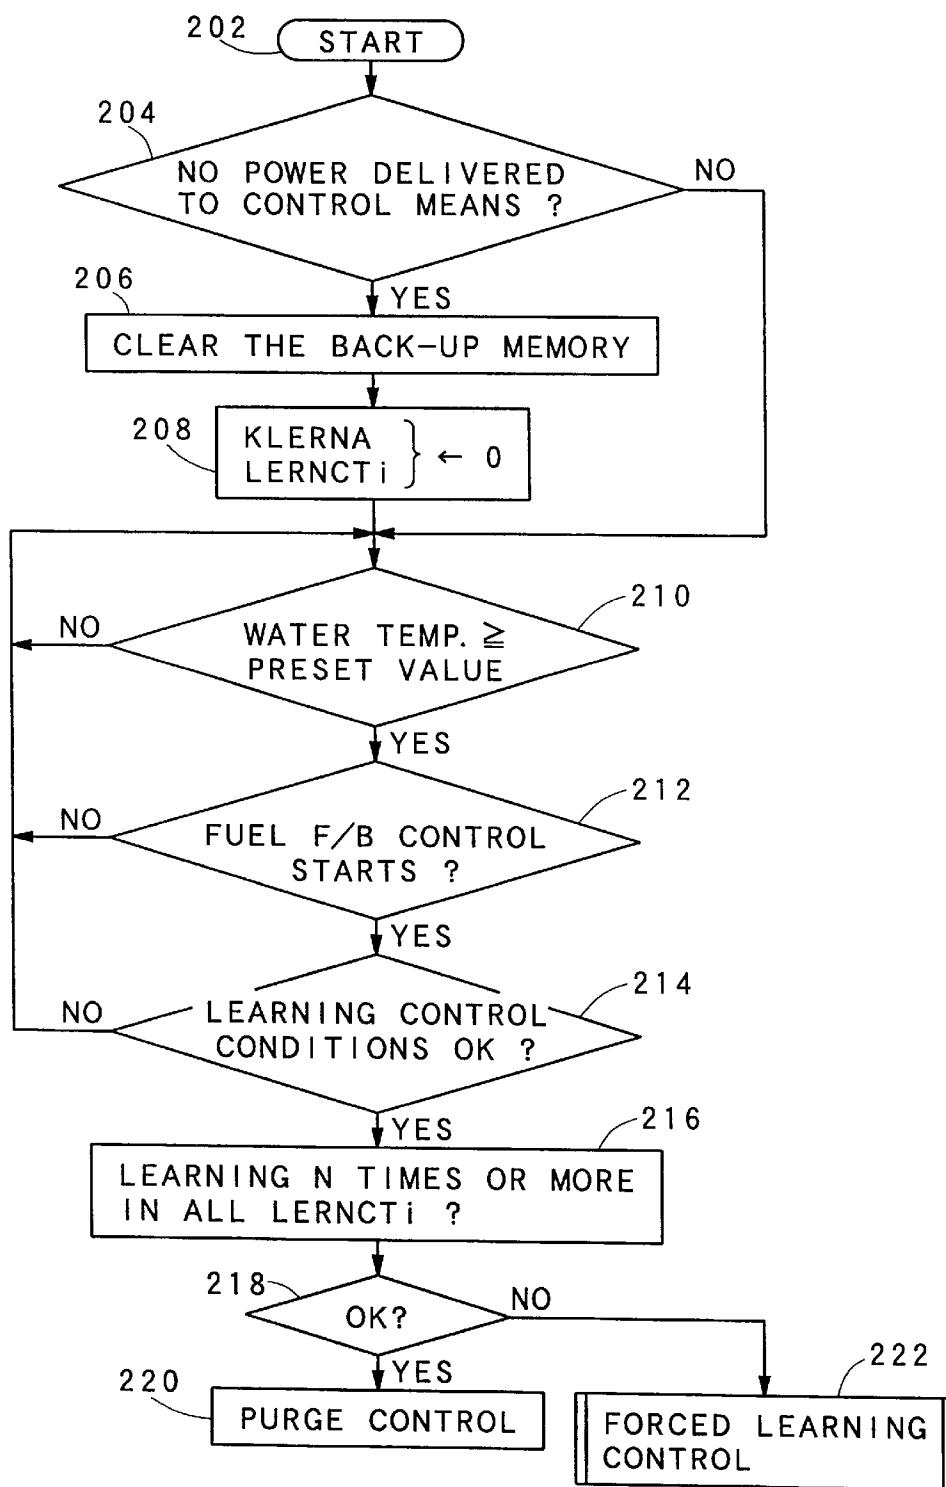 202
START
204
NO POWER DELIVERED
TO CONTROL MEANS ?
NO
206
YES
CLEAR THE BACK-UP MEMORY
208
KLERNA
LERNCTi
} ← 0
210
NO
WATER TEMP. ≧
PRESET VALUE
YES
212
NO
FUEL F/B CONTROL
STARTS ?
YES
214
NO
LEARNING CONTROL
CONDITIONS OK ?
YES
216
LEARNING N TIMES OR MORE
IN ALL LERNCTi ?
218
OK?
NO
YES
220
PURGE CONTROL
222
FORCED LEARNING
CONTROL